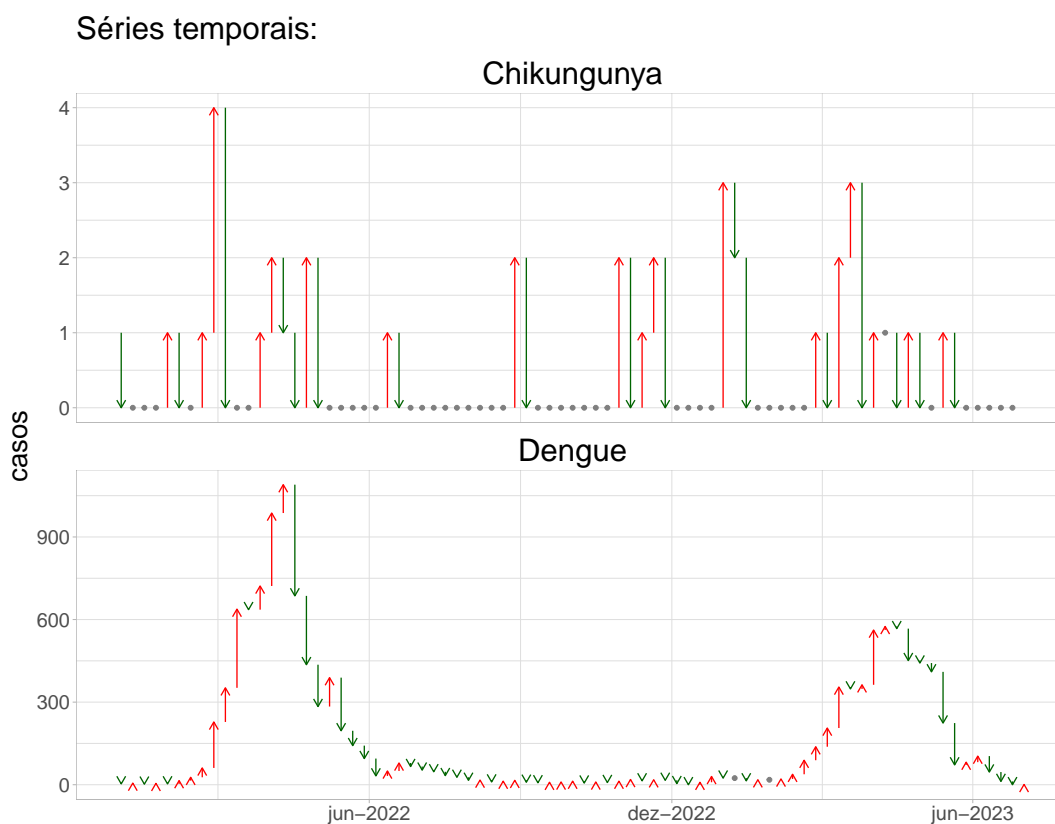 Séries temporais:
Chikungunya
4
3
2
1
0
casos
Dengue
900
600
300
0
jun−2022
dez−2022
jun−2023